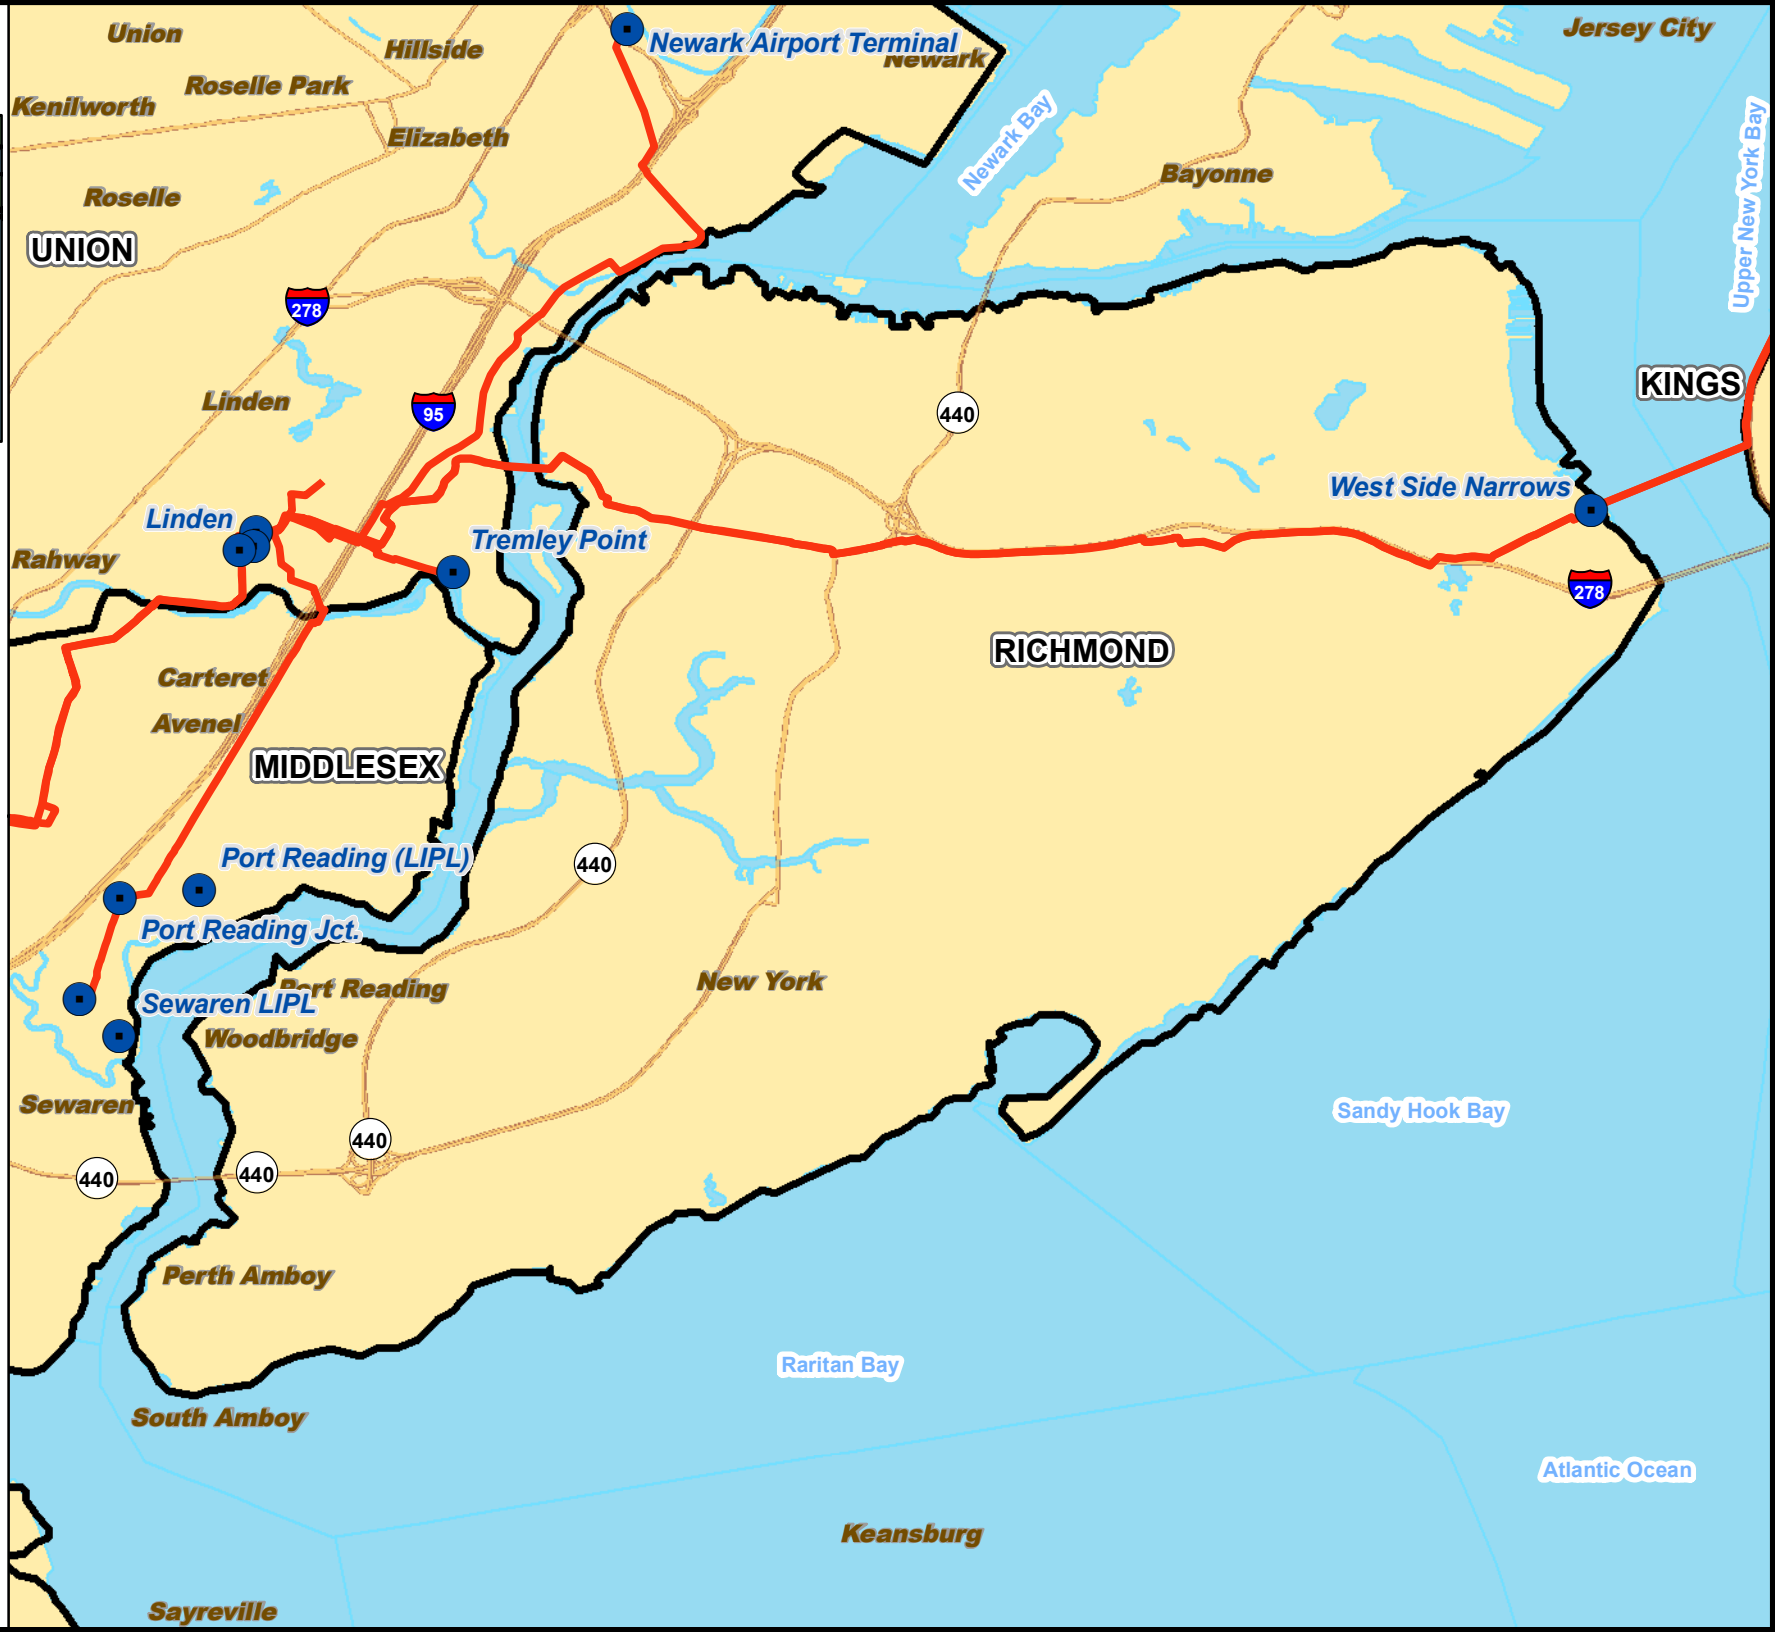 Jersey City
Union
Hillside
Newark Airport Terminal
Newark
Roselle Park
Kenilworth
Elizabeth
Newark Bay
Upper New York Bay
Bayonne
Roselle
UNION
278
Linden
95
440
KINGS
West Side Narrows
Linden
Tremley Point
Rahway
278
RICHMOND
Carteret
Avenel
MIDDLESEX
Port Reading (LIPL)
440
Port Reading Jct.
New York
Port Reading
Sewaren LIPL
Woodbridge
Sewaren
Sandy Hook Bay
440
440
440
Perth Amboy
Raritan Bay
South Amboy
Atlantic Ocean
Keansburg
Sayreville